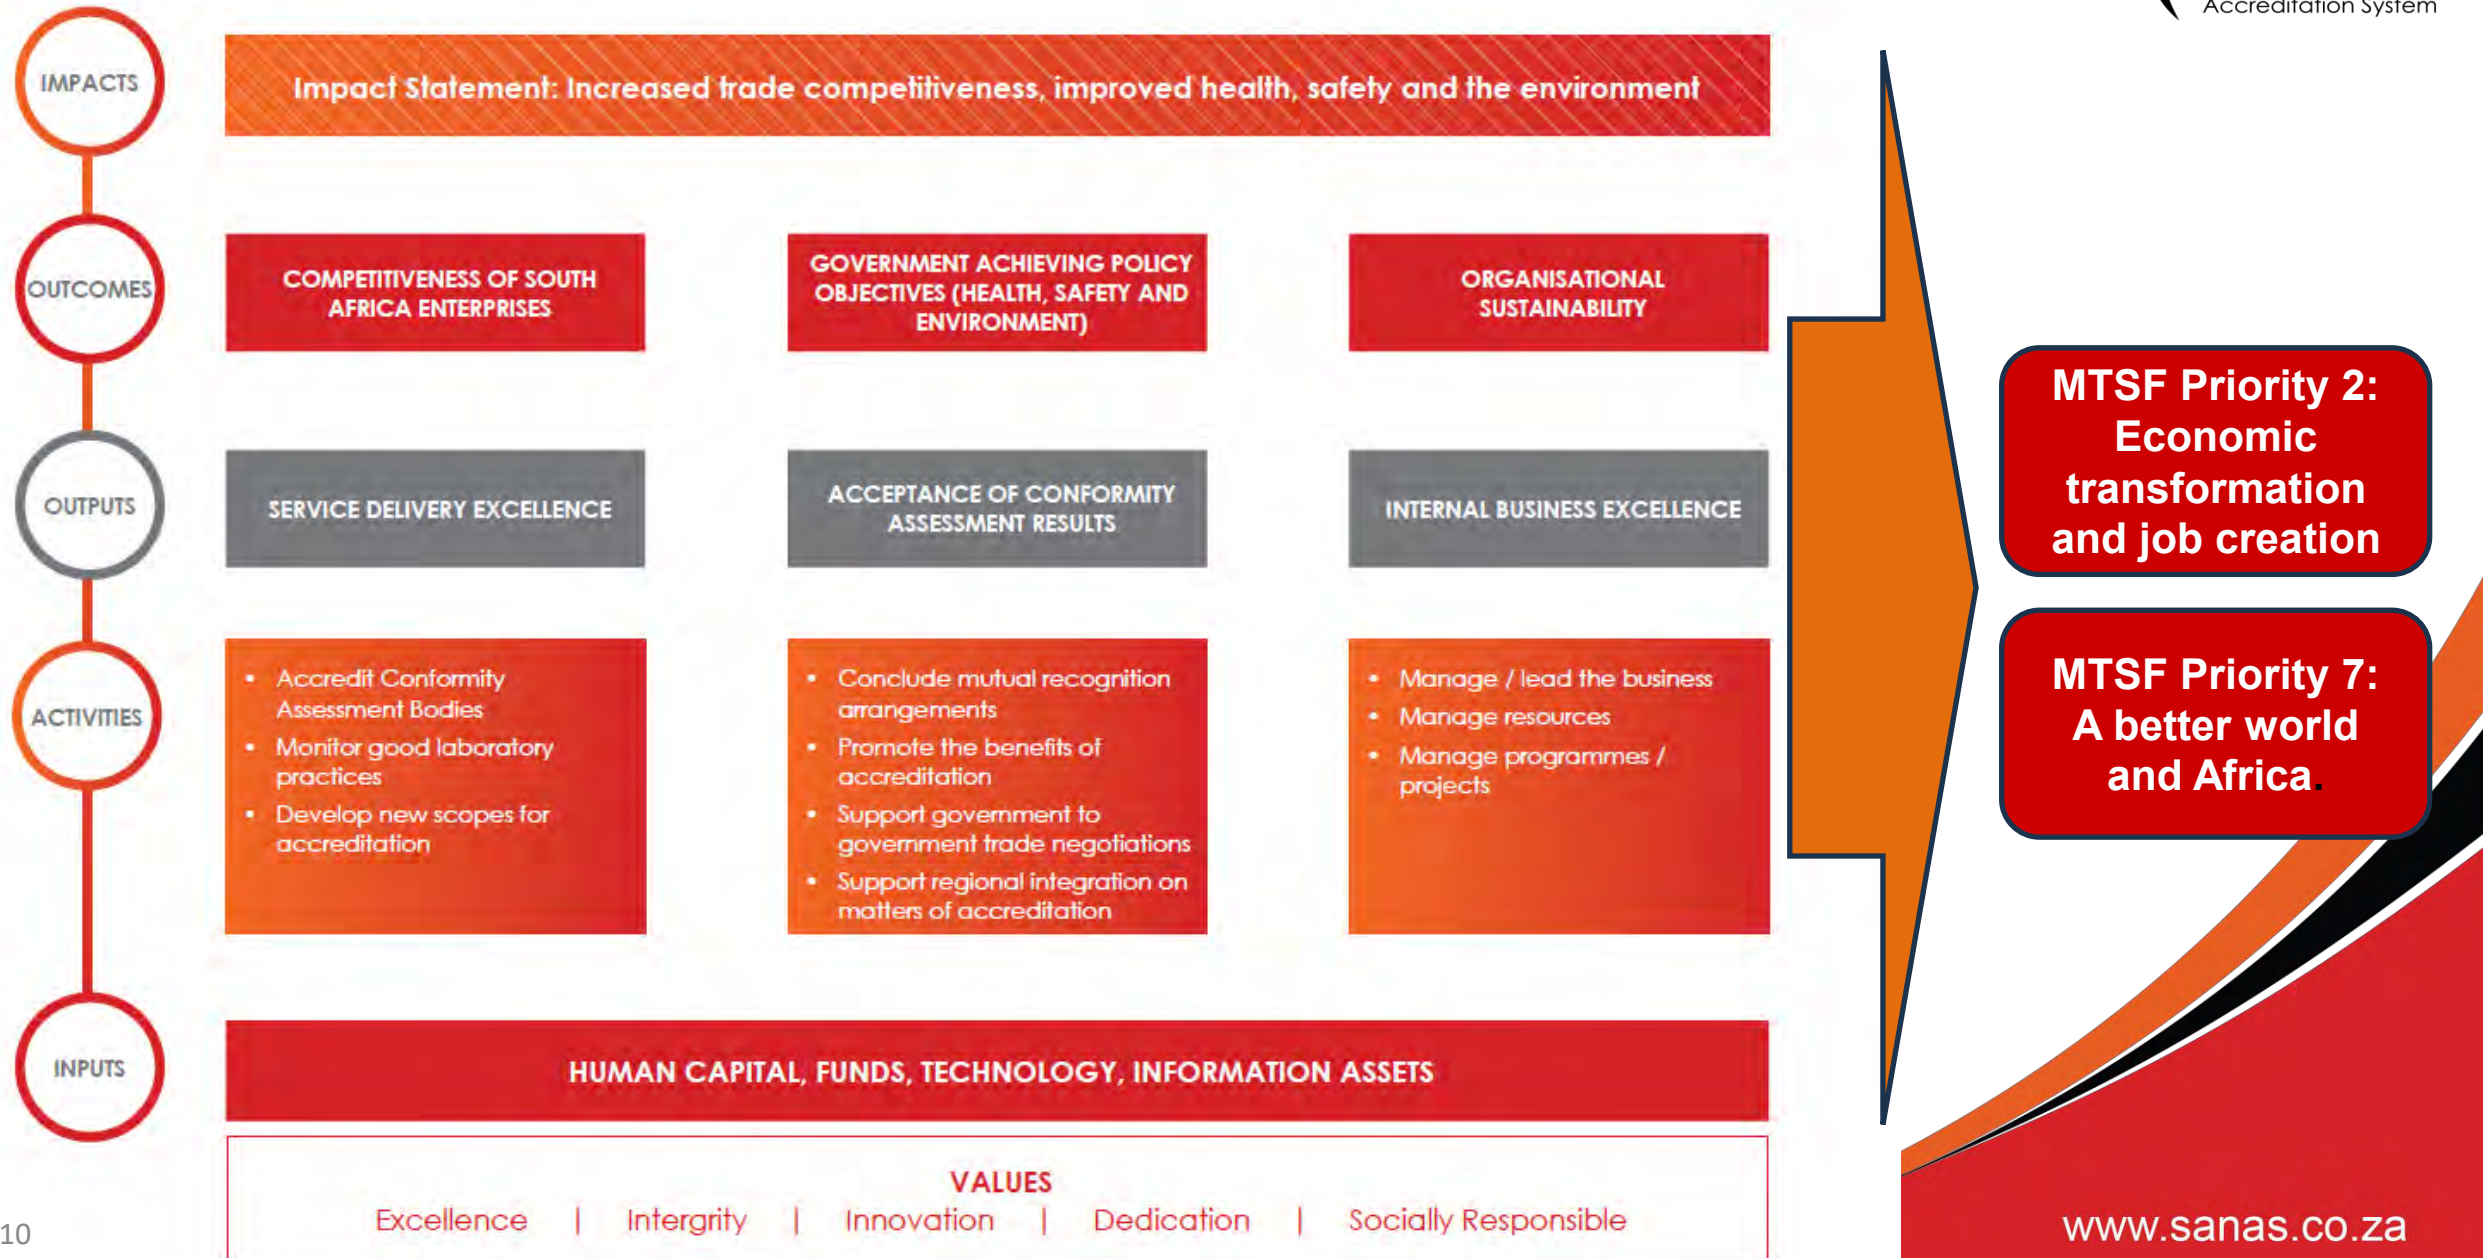 Accreditation System
IMPACTS
Impact Statement: Increased trade competitiveness, improved health, safety and the environment
OUTCOMES
COMPETITIVENESS OF SOUTH
AFRICA ENTERPRISES
GOVERNMENT ACHIEVING POLICY
OBJECTIVES (HEALTH, SAFETY AND
ENVIRONMENT)
ORGANISATIONAL
SUSTAINABILITY
OUTPUTS
SERVICE DELIVERY EXCELLENCE
ACCEPTANCE OF CONFORMITY
ASSESSMENT RESULTS
INTERNAL BUSINESS EXCELLENCE
ACTIVITIES
• Accredit Conformity
Assessment Bodies
• Monitor good laboratory
practices
• Develop new scopes for
accreditation
• Conclude mutual recognition
arrangements
• Promote the benefits of
accreditation
• Support government to
government trade negotiations
• Support regional integration on
matters of accreditation
• Manage / lead the business
• Manage resources
• Manage programmes /
projects
INPUTS
HUMAN CAPITAL, FUNDS, TECHNOLOGY, INFORMATION ASSETS
VALUES
Excellence | Intergrity | Innovation | Dedication | Socially Responsible
MTSF Priority 2:
Economic
transformation
and job creation
MTSF Priority 7:
A better world
and Africa.
10
www.sanas.co.za